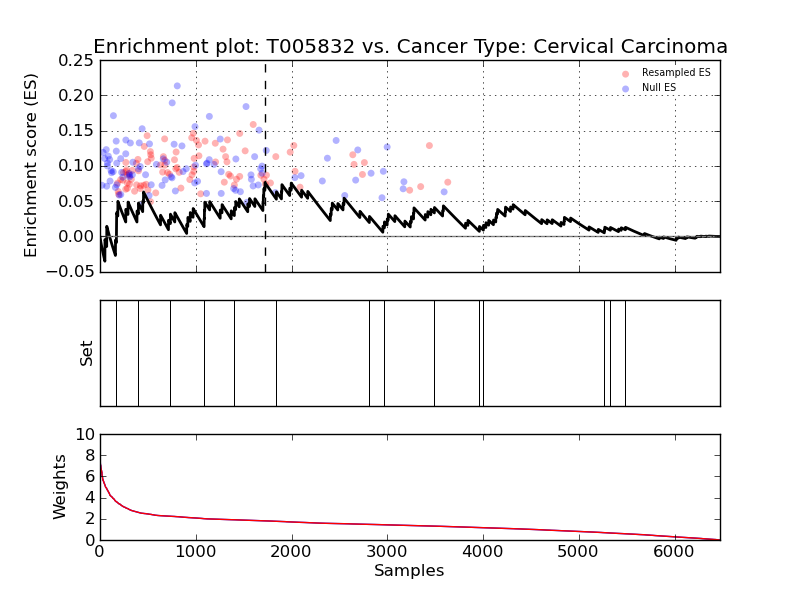 Enrichment plot: T005832 vs. Cancer Type: Cervical Carcinoma
Enrichment score (ES)
0.25
0.20
0.15
0.10
0.05
0.00
−0.05
Resampled ES
Null ES
Set
Weights
10
8
6
4
2
0
0 1000 2000 3000 4000 5000 6000
Samples